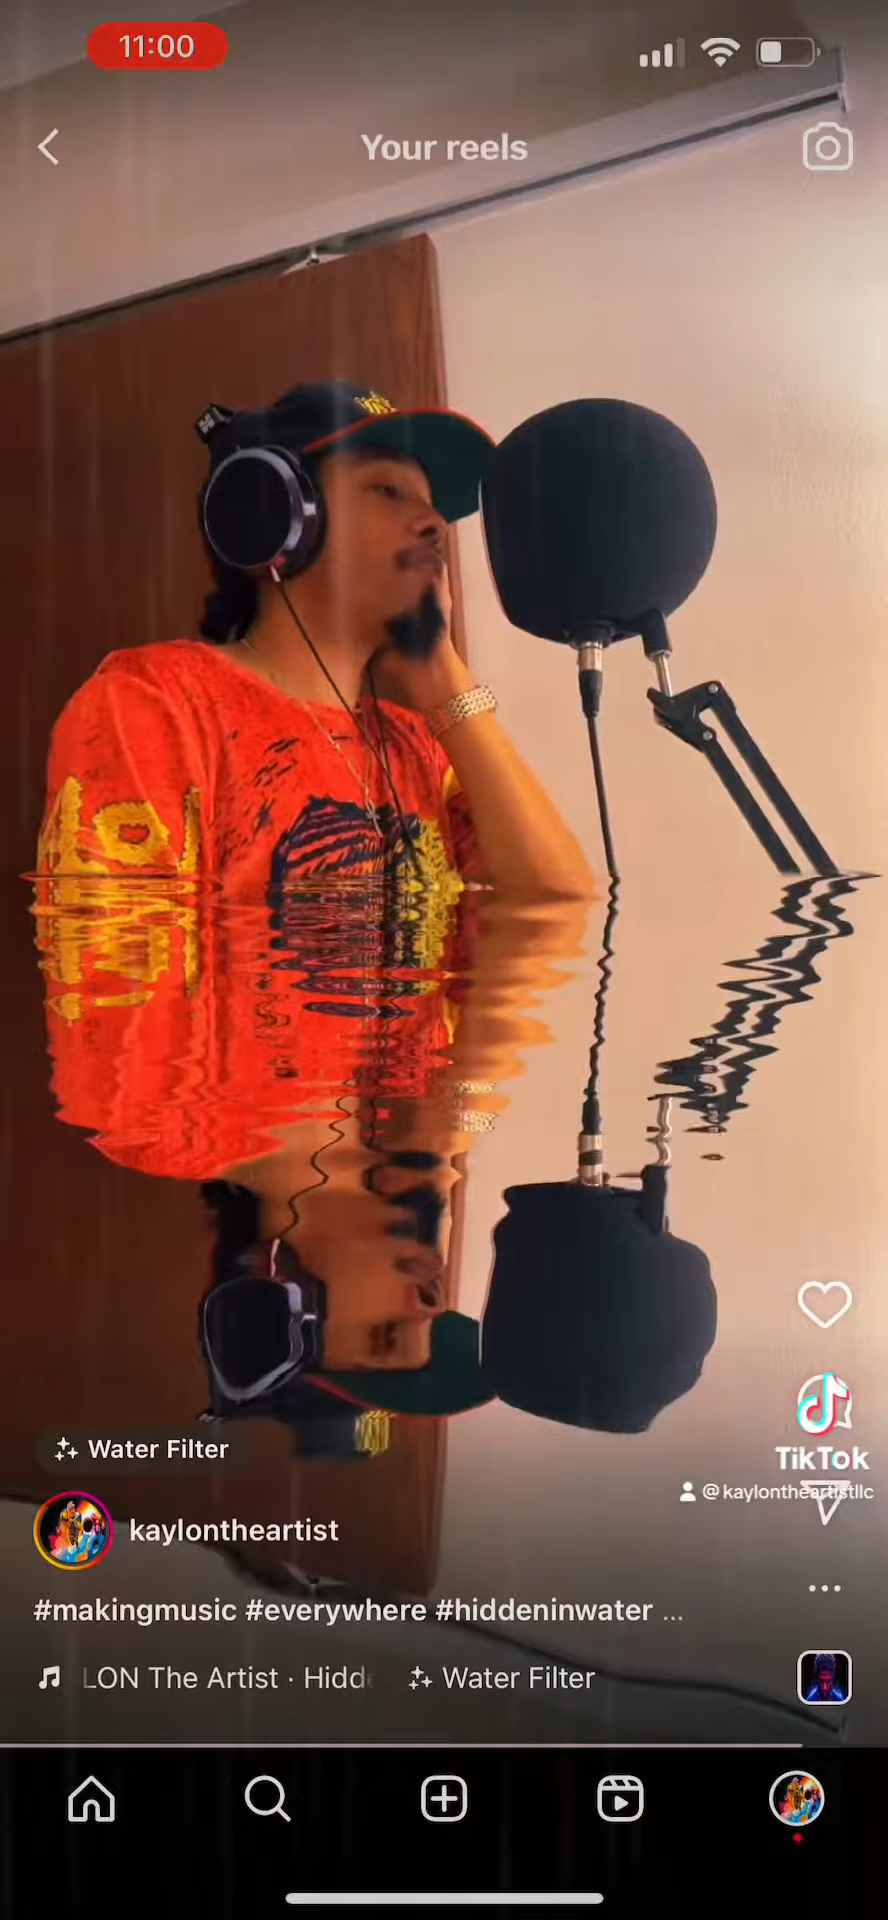 11:00
Your reels
Water Filter
TikTok
@kaylontheartistllc
kaylontheartist
#makingmusic #everywhere #hiddeninwater ...
LON The Artist · Hidd
Water Filter